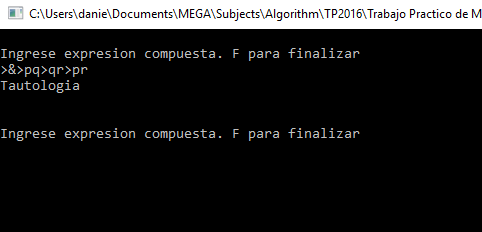 C:\Users\danie\Documents\MEGA\Subjects\Algorithm\TP2016\Trabajo Practico de M
Ingrese expresion compuesta. F para finalizar
>&>pq>qr>pr
Tautologia
Ingrese expresion compuesta. F para finalizar